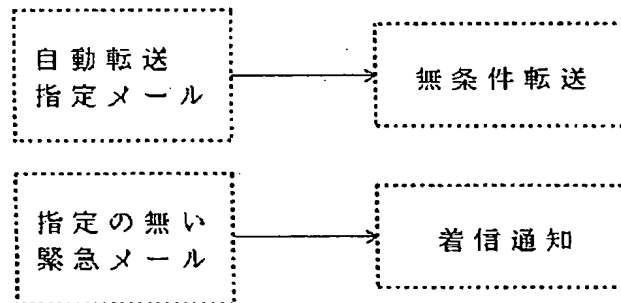 自動転送
指定メール
無条件転送
指定の無い
緊急メール
着信通知